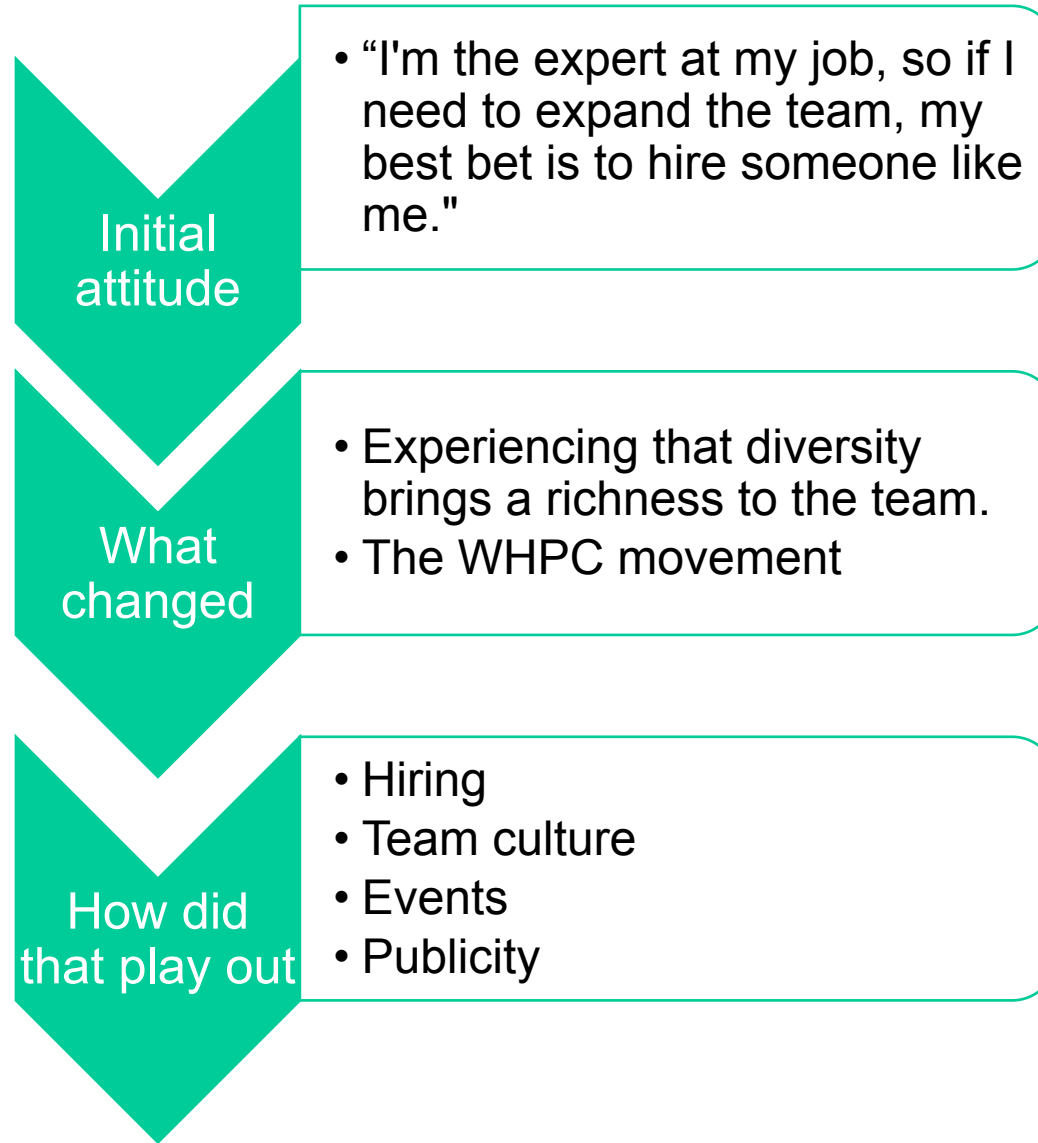 Initial
attitude
• “I'm the expert at my job, so if I
need to expand the team, my
best bet is to hire someone like
me."
What
changed
• Experiencing that diversity
brings a richness to the team.
• The WHPC movement
How did
that play out
• Hiring
• Team culture
• Events
• Publicity